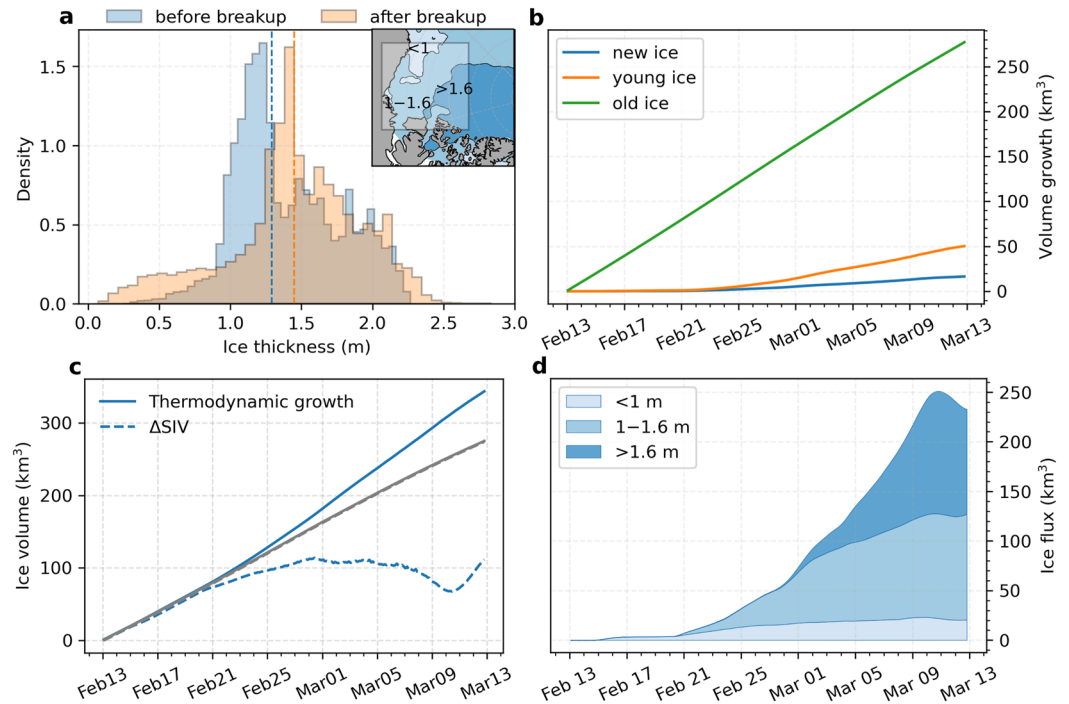 a
before breakup
after breakup
1.5
1.0
0.5
0.0
Density
0.0 0.5 1.0 1.5 2.0 2.5 3.0
Ice thickness (m)
<1
>1.6
1−1.6
b
new ice
young ice
old ice
250
200
150
100
50
0
Volume growth (km³)
Feb13 Feb17 Feb21 Feb25 Mar01 Mar05 Mar09 Mar13
c
Thermodynamic growth
ΔSIV
300
200
100
0
Ice volume (km³)
Feb13 Feb17 Feb21 Feb25 Mar01 Mar05 Mar09 Mar13
d
<1 m
1−1.6 m
>1.6 m
250
200
150
100
50
0
Ice flux (km³)
Feb 13 Feb 17 Feb 21 Feb 25 Mar 01 Mar 05 Mar 09 Mar 13